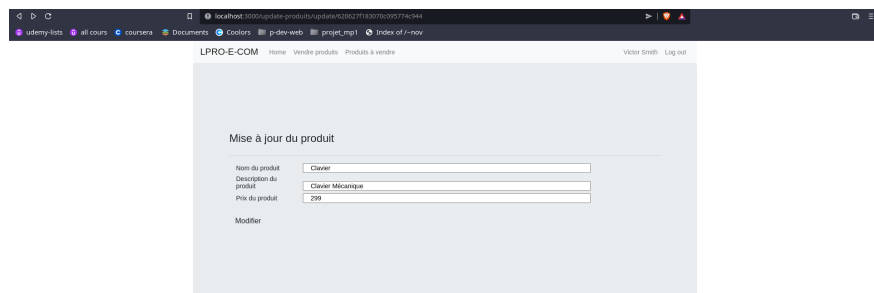 localhost:3000/update-produits/update/620627f183070c095774c944
udemy-lists all cours coursera Documents Coolors p-dev-web projet_mp1 Index of /~nov
LPRO-E-COM Home Vendre produits Produits à vendre Victor Smith Log out
Mise à jour du produit
Nom du produit Clavier
Description du
produit Clavier Mécanique
Prix du produit 299
Modifier